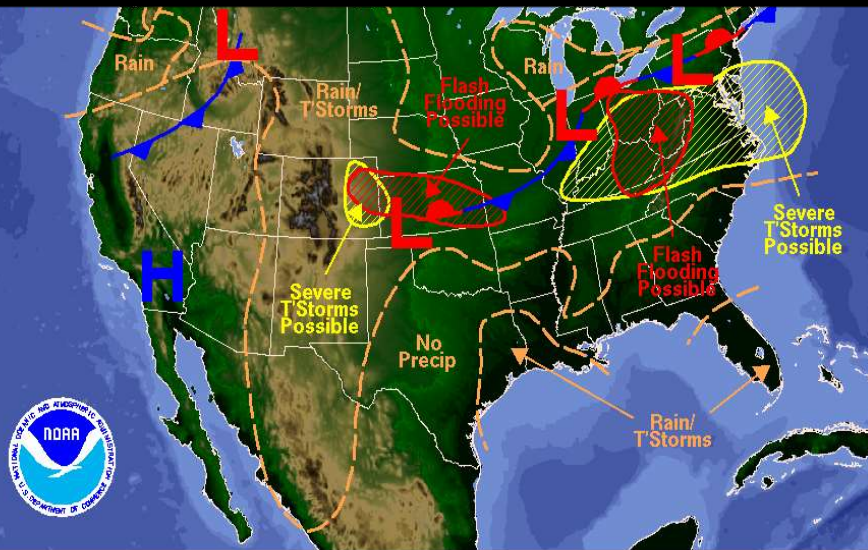 L
L
Rain
Rain/
T'Storms
Flash
Flooding
Possible
Rain
L
H
L
Severe
T'Storms
Possible
No
Precip
Flash
Flooding
Possible
Severe
T'Storms
Possible
Rain/
T'Storms
NATIONAL OCEANIC AND ATMOSPHERIC ADMINISTRATION
NOAA
U.S. DEPARTMENT OF COMMERCE